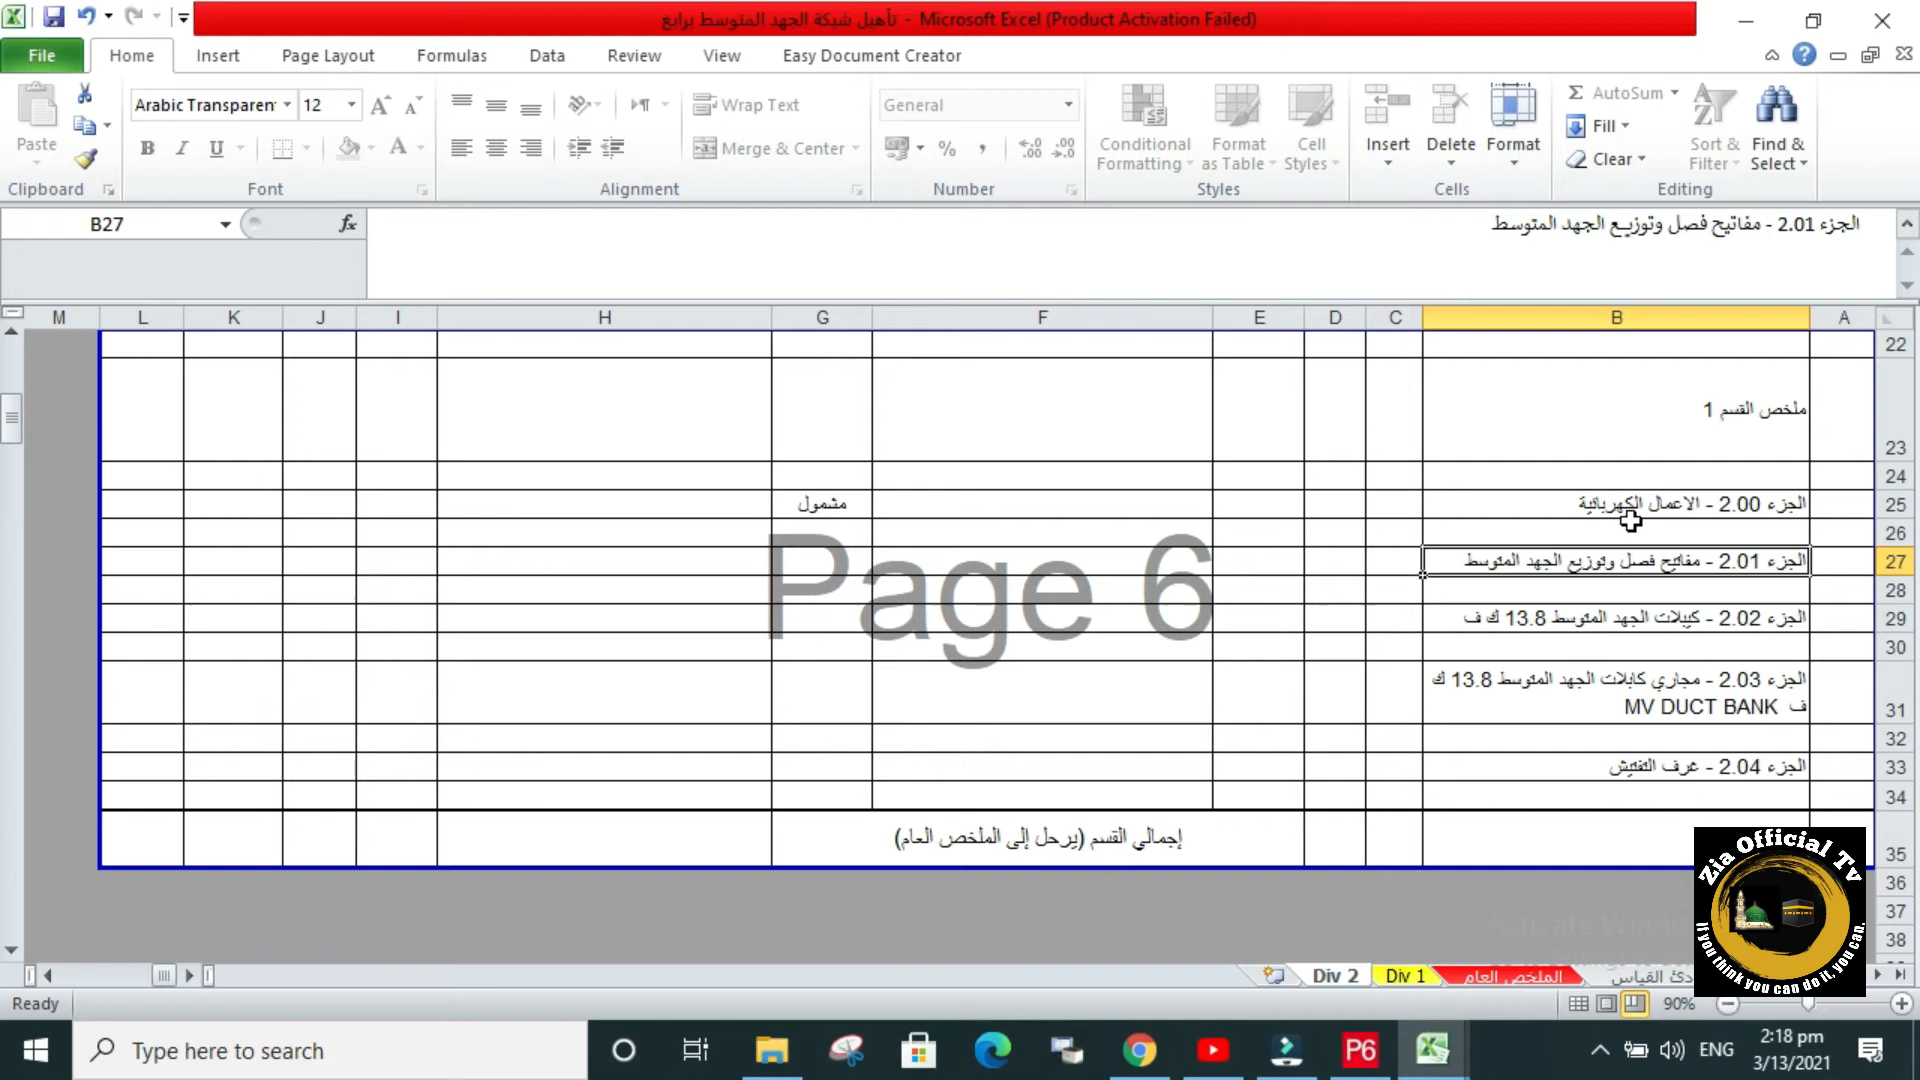 تأهيل شبكة الجهد المتوسط برابغ - Microsoft Excel (Product Activation Failed)
File Home Insert Page Layout Formulas Data Review View Easy Document Creator
Arabic Transparen 12 Wrap Text General AutoSum
Paste Conditional Formatting Format as Table Cell Styles Insert Delete Format Fill Sort & Filter Find & Select
B I U Merge & Center % , Clear
Clipboard Font Alignment Number Styles Cells Editing
B27 fx الجزء 2.01 - مفاتيح فصل وتوزيع الجهد المتوسط
M L K J I H G F E D C B A
22
ملخص القسم 1
23
24
الجزء 2.00 - الاعمال الكهربائية مشمول
25
26
الجزء 2.01 - مفاتيح فصل وتوزيع الجهد المتوسط
27
28
الجزء 2.02 - كيبلات الجهد المتوسط 13.8 ك ف
29
30
الجزء 2.03 - مجاري كابلات الجهد المتوسط 13.8 ك
ف MV DUCT BANK
31
32
الجزء 2.04 - غرف التفتيش
33
34
إجمالي القسم (يرحل إلى الملخص العام)
35
36
37
38
Page 6
Zia Official Tv
If you think you can do it, you can.
Div 2 Div 1 الملخص العام دئ القياس
Ready 90%
Type here to search
P6
ENG
2:18 pm
3/13/2021